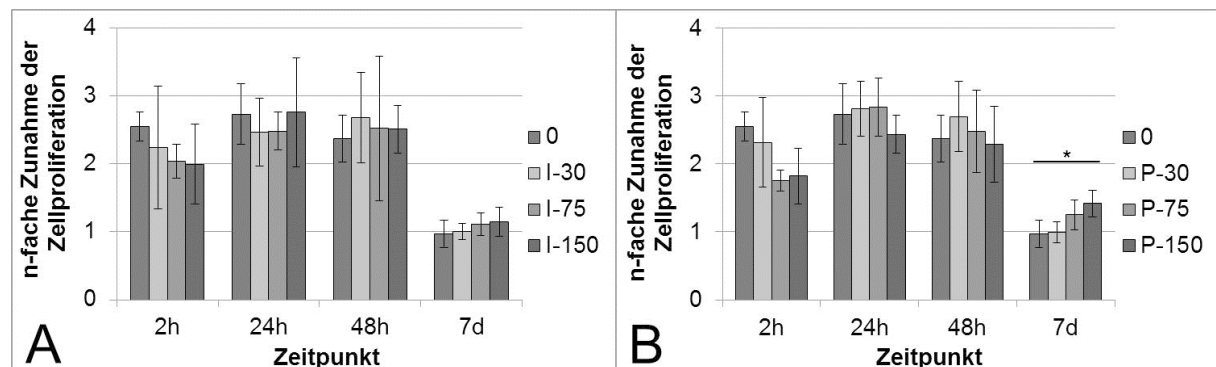 n-fache Zunahme der
Zellproliferation
4
3
2
1
0
2h 24h 48h 7d
Zeitpunkt
0
I-30
I-75
I-150
A
n-fache Zunahme der
Zellproliferation
4
3
2
1
0
*
2h 24h 48h 7d
Zeitpunkt
0
P-30
P-75
P-150
B